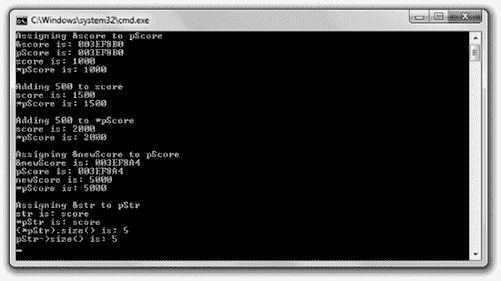 C:\Windows\system32\cmd.exe
Assigning &score to pScore
&score is: 003EF8B0
pScore is: 003EF8B0
score is: 1000
*pScore is: 1000
Adding 500 to score
score is: 1500
*pScore is: 1500
Adding 500 to *pScore
score is: 2000
*pScore is: 2000
Assigning &newScore to pScore
&newScore is: 003EF8A4
pScore is: 003EF8A4
newScore is: 5000
*pScore is: 5000
Assigning &str to pStr
str is: score
*pStr is: score
(*pStr).size() is: 5
pStr->size() is: 5